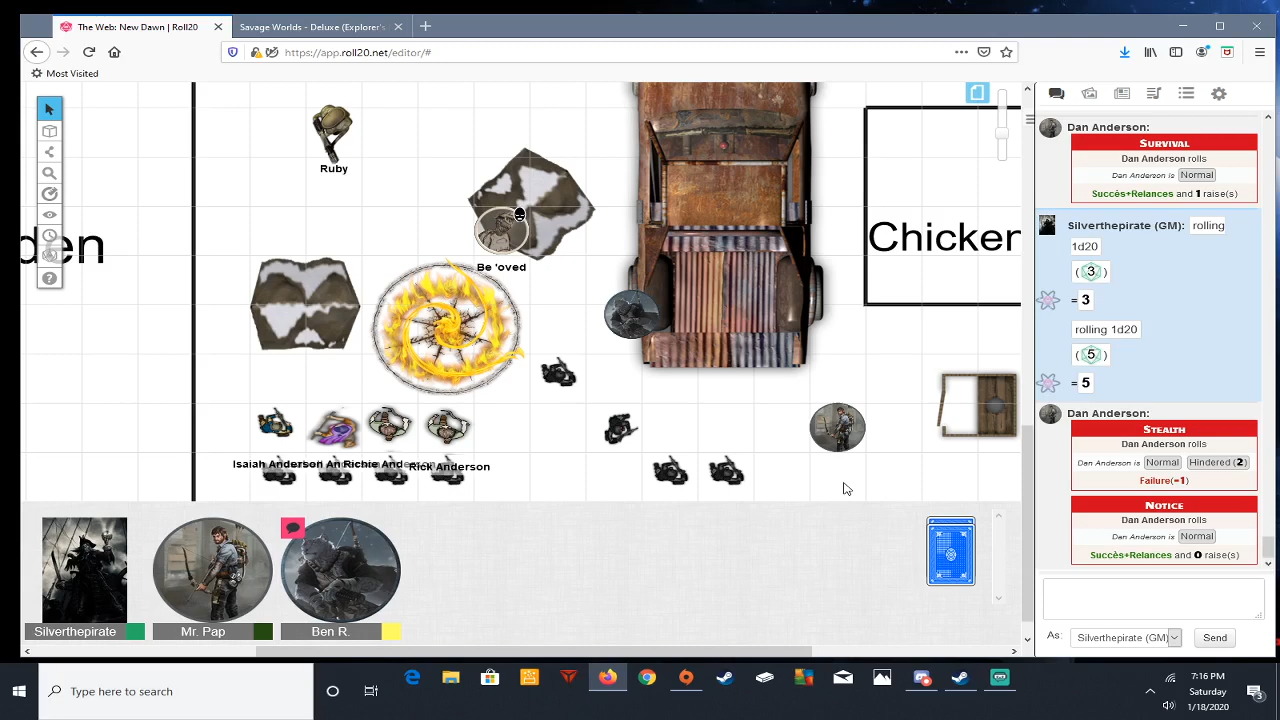 The Web: New Dawn | Roll20
Savage Worlds - Deluxe (Explorer's
https://app.roll20.net/editor/#
Most Visited
Ruby
Be 'oved
den
Chicken
Isaiah Anderson
Richie
Rick Anderson
Silverthepirate
Mr. Pap
Ben R.
Dan Anderson:
SURVIVAL
Dan Anderson rolls
Dan Anderson is Normal
Succès+Relances and 1 raise(s)
Silverthepirate (GM): rolling
1d20
(3)
= 3
rolling 1d20
(5)
= 5
Dan Anderson:
STEALTH
Dan Anderson rolls
Dan Anderson is Normal Hindered (2)
Failure(=1)
NOTICE
Dan Anderson rolls
Dan Anderson is Normal
Succès+Relances and 0 raise(s)
As: Silverthepirate (GM)
Send
Type here to search
7:16 PM
Saturday
1/18/2020
3